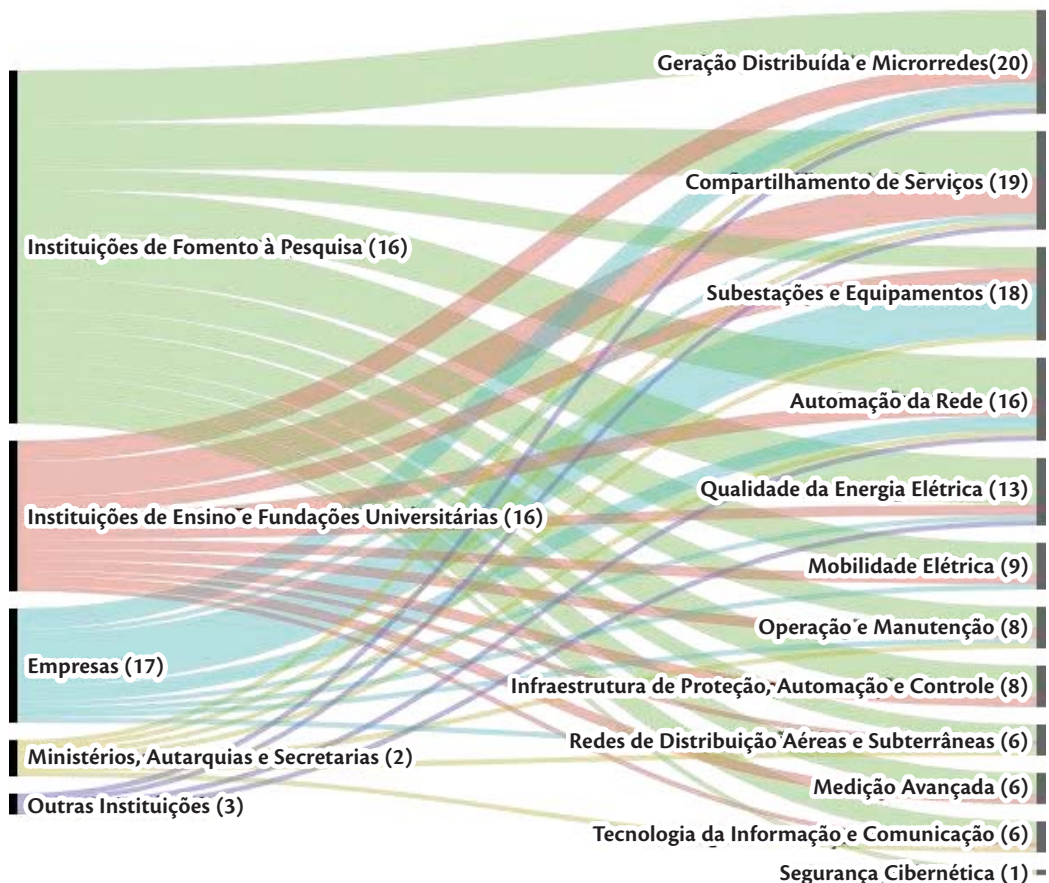 Instituições de Fomento à Pesquisa (16)
Instituições de Ensino e Fundações Universitárias (16)
Empresas (17)
Ministérios, Autarquias e Secretarias (2)
Outras Instituições (3)
Geração Distribuída e Microrredes(20)
Compartilhamento de Serviços (19)
Subestações e Equipamentos (18)
Automação da Rede (16)
Qualidade da Energia Elétrica (13)
Mobilidade Elétrica (9)
Operação e Manutenção (8)
Infraestrutura de Proteção, Automação e Controle (8)
Redes de Distribuição Aéreas e Subterrâneas (6)
Medição Avançada (6)
Tecnologia da Informação e Comunicação (6)
Segurança Cibernética (1)